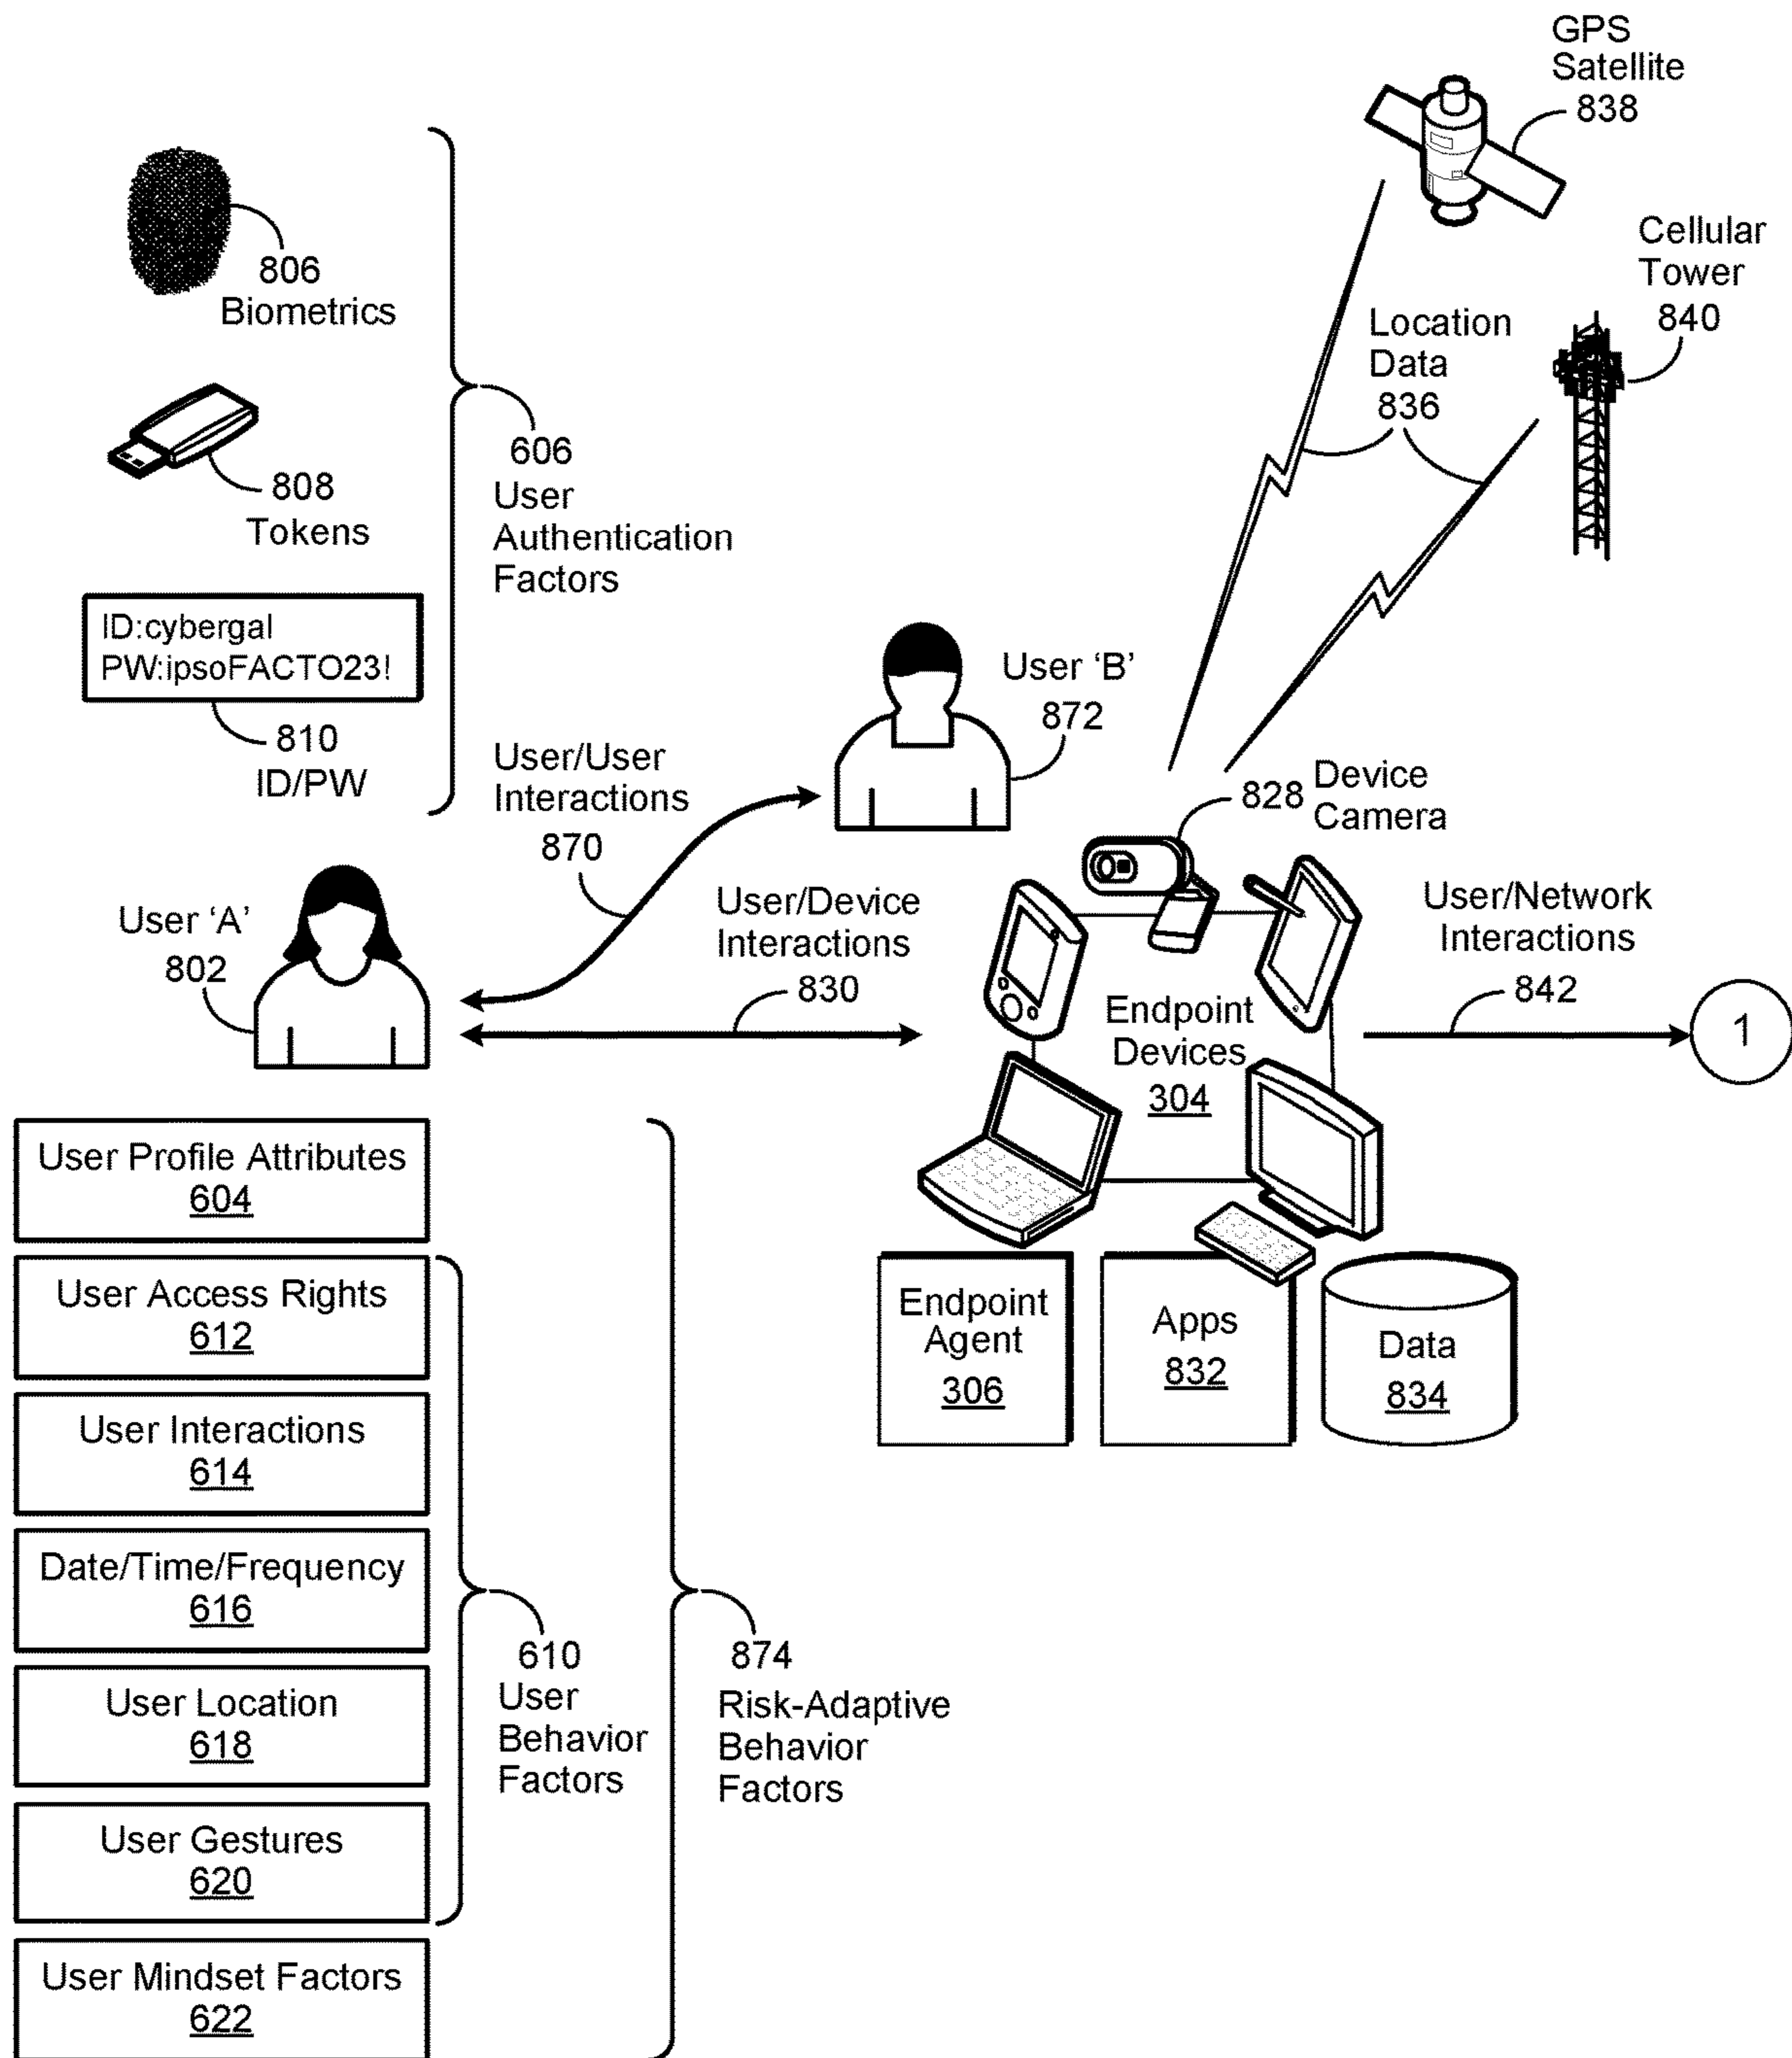 GPS
Satellite
838
Cellular
Tower
840
Location
Data
836
806
Biometrics
808
Tokens
ID:cybergal
PW:ipsoFACTO23!
810
ID/PW
606
User
Authentication
Factors
User 'A'
802
User/User
Interactions
870
User 'B'
872
User/Device
Interactions
830
828
Device
Camera
Endpoint
Devices
304
User/Network
Interactions
842
1
Endpoint
Agent
306
Apps
832
Data
834
User Profile Attributes
604
User Access Rights
612
User Interactions
614
Date/Time/Frequency
616
User Location
618
User Gestures
620
User Mindset Factors
622
610
User
Behavior
Factors
874
Risk-Adaptive
Behavior
Factors